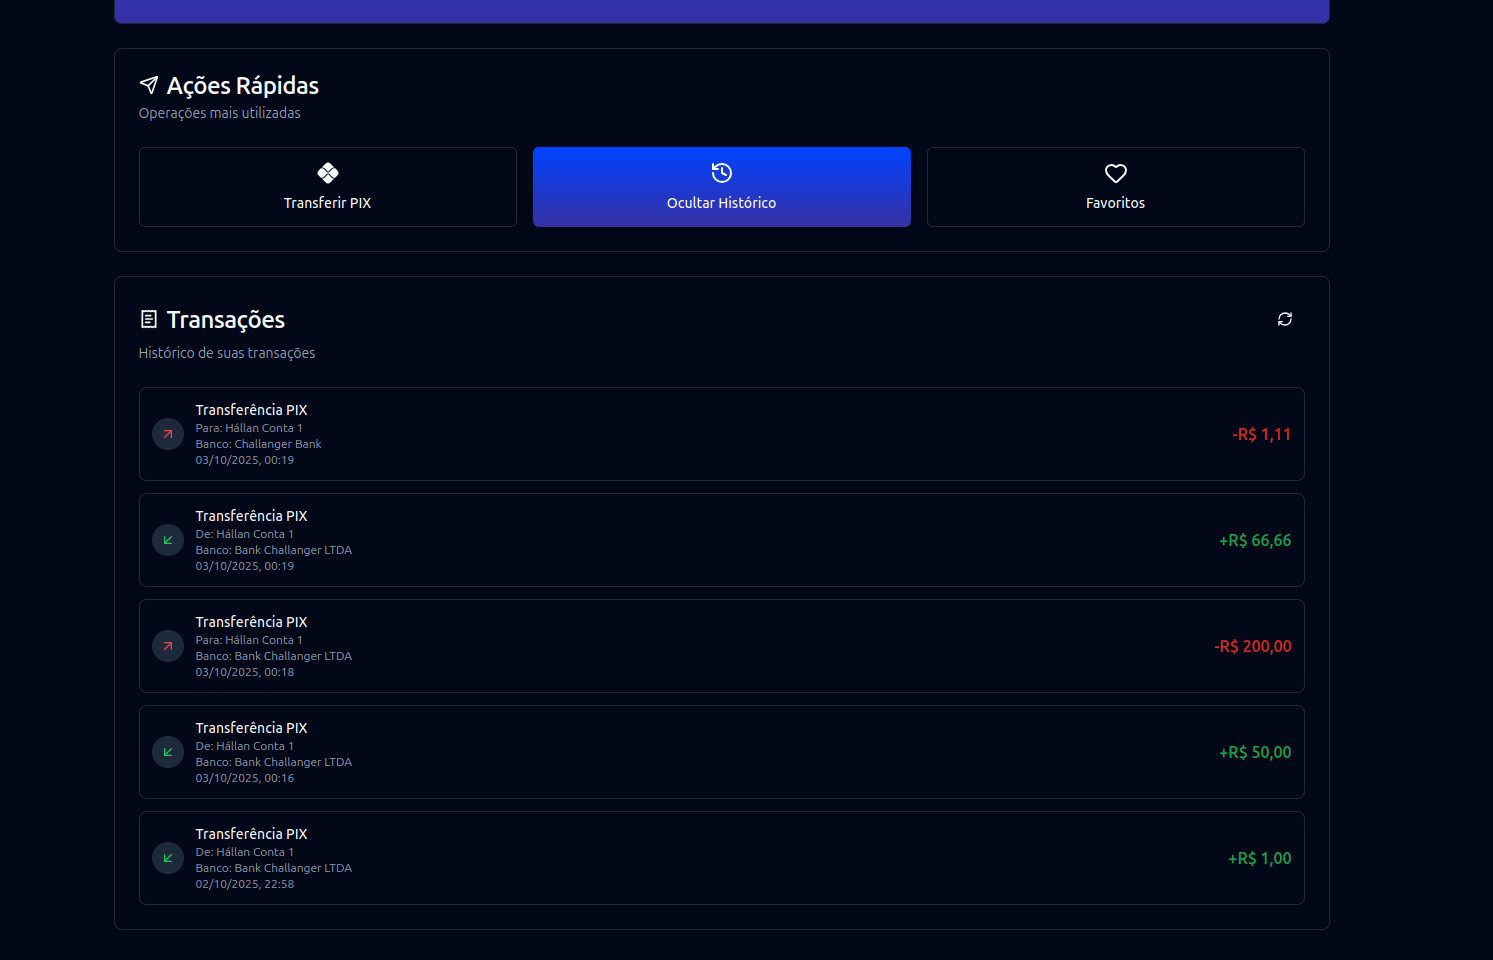 Ações Rápidas
Operações mais utilizadas
Transferir PIX
Ocultar Histórico
Favoritos
Transações
Histórico de suas transações
Transferência PIX
Para: Hállan Conta 1
Banco: Challanger Bank
03/10/2025, 00:19
-R$ 1,11
Transferência PIX
De: Hállan Conta 1
Banco: Bank Challanger LTDA
03/10/2025, 00:19
+R$ 66,66
Transferência PIX
Para: Hállan Conta 1
Banco: Bank Challanger LTDA
03/10/2025, 00:18
-R$ 200,00
Transferência PIX
De: Hállan Conta 1
Banco: Bank Challanger LTDA
03/10/2025, 00:16
+R$ 50,00
Transferência PIX
De: Hállan Conta 1
Banco: Bank Challanger LTDA
02/10/2025, 22:58
+R$ 1,00